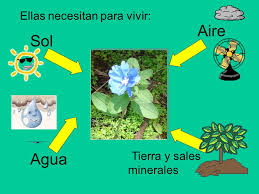 Ellas necesitan para vivir:
Sol
Aire
Agua
Tierra y sales
minerales